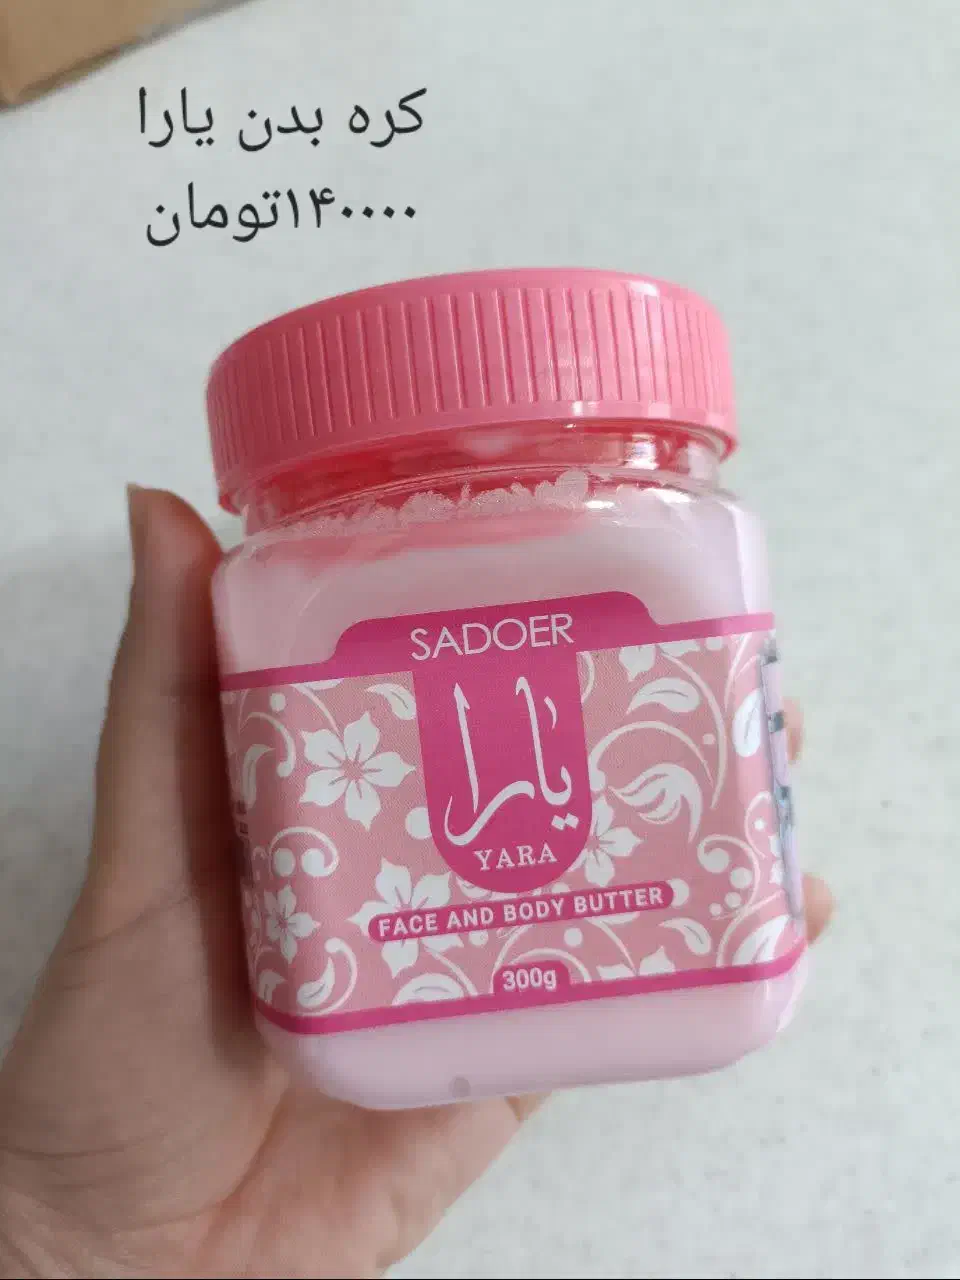 کره بدن یارا
۱۴۰۰۰۰تومان
SADOER
یارا
YARA
FACE AND BODY BUTTER
300g